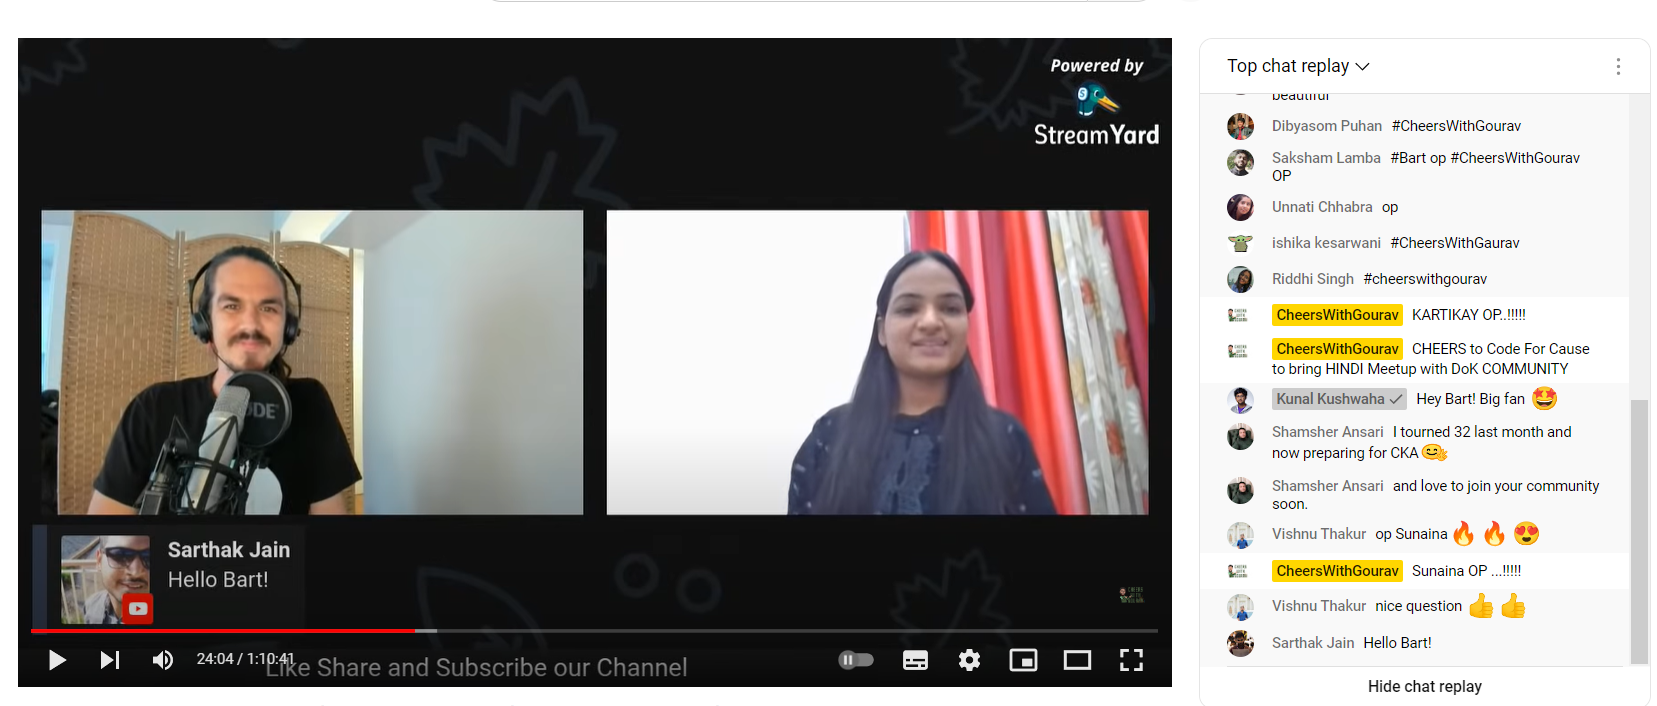 Powered by
StreamYard
ODE
Sarthak Jain
Hello Bart!
24:04 / 1:10:41
Like Share and Subscribe our Channel
Top chat replay
beautiful
Dibyasom Puhan #CheersWithGourav
Saksham Lamba #Bart op #CheersWithGourav
OP
Unnati Chhabra op
ishika kesarwani #CheersWithGaurav
Riddhi Singh #cheerswithgourav
CheersWithGourav KARTIKAY OP..!!!!!
CheersWithGourav CHEERS to Code For Cause
to bring HINDI Meetup with DoK COMMUNITY
Kunal Kushwaha Hey Bart! Big fan 🤩
Shamsher Ansari I tourned 32 last month and
now preparing for CKA🤗
Shamsher Ansari and love to join your community
soon.
Vishnu Thakur op Sunaina 🔥 🔥 😍
CheersWithGourav Sunaina OP ...!!!!!
Vishnu Thakur nice question 👍 👍
Sarthak Jain Hello Bart!
Hide chat replay